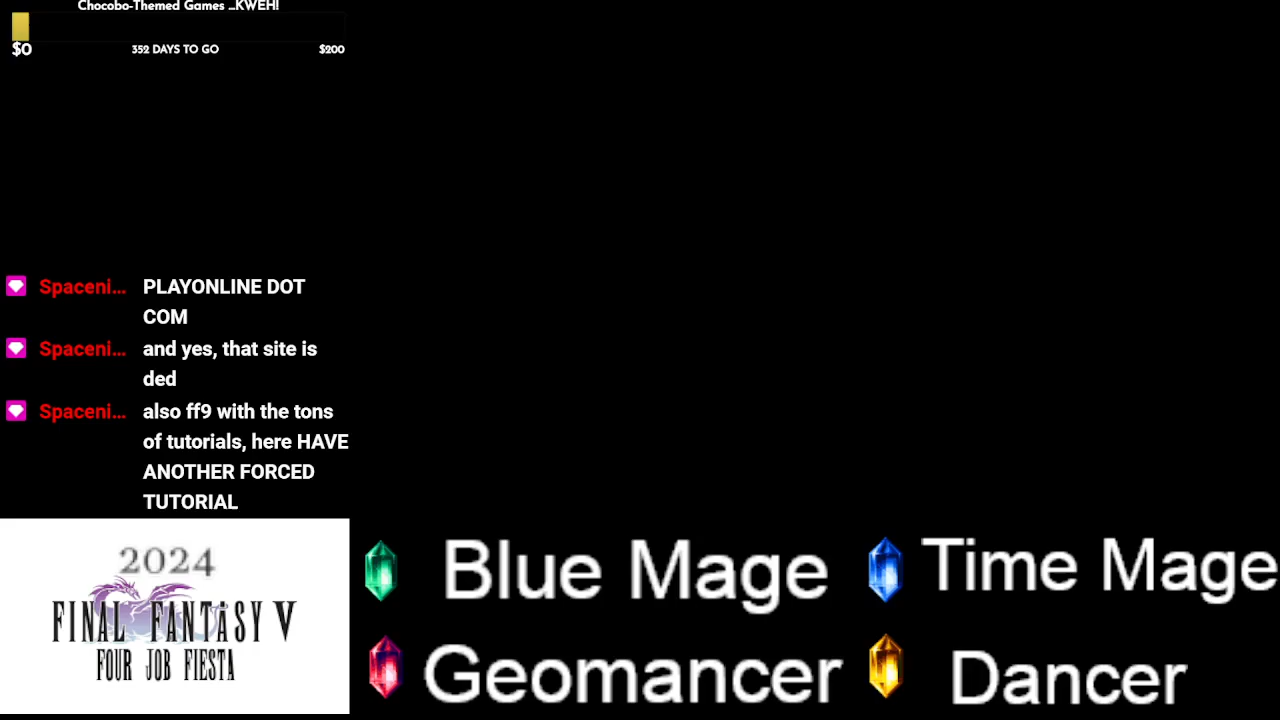 Chocobo-Themed Games ...KWEH!
$0 352 DAYS TO GO $200
Spaceni... PLAYONLINE DOT
COM
Spaceni... and yes, that site is
ded
Spaceni... also ff9 with the tons
of tutorials, here HAVE
ANOTHER FORCED
TUTORIAL
2024
FINAL FANTASY V
FOUR JOB FIESTA
Blue Mage
Time Mage
Geomancer
Dancer